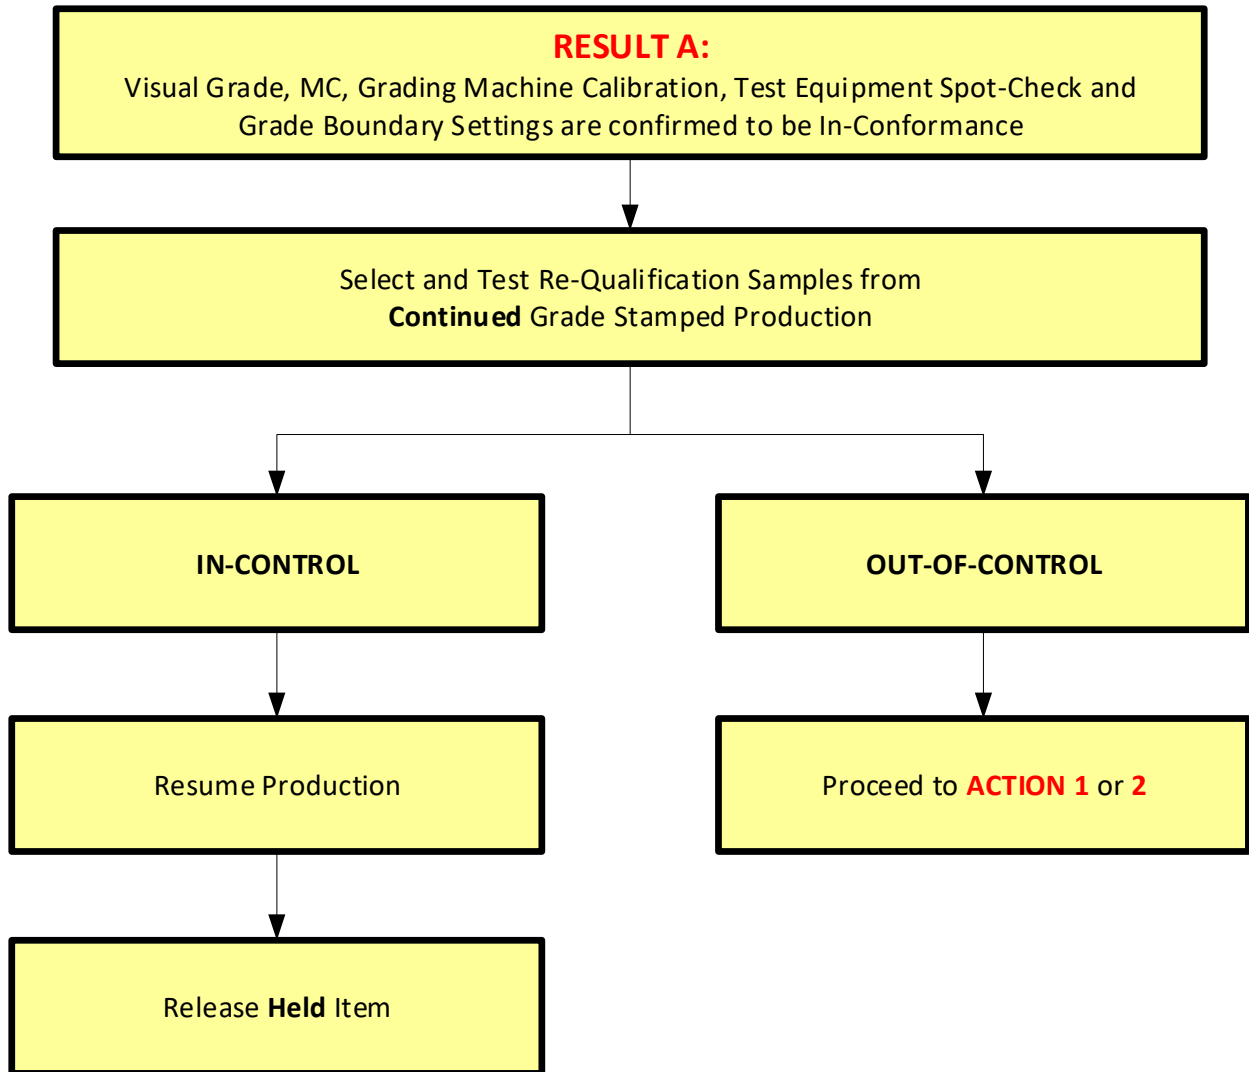 RESULT A:
Visual Grade, MC, Grading Machine Calibration, Test Equipment Spot-Check and
Grade Boundary Settings are confirmed to be In-Conformance
Select and Test Re-Qualification Samples from
Continued Grade Stamped Production
IN-CONTROL
OUT-OF-CONTROL
Resume Production
Proceed to ACTION 1 or 2
Release Held Item